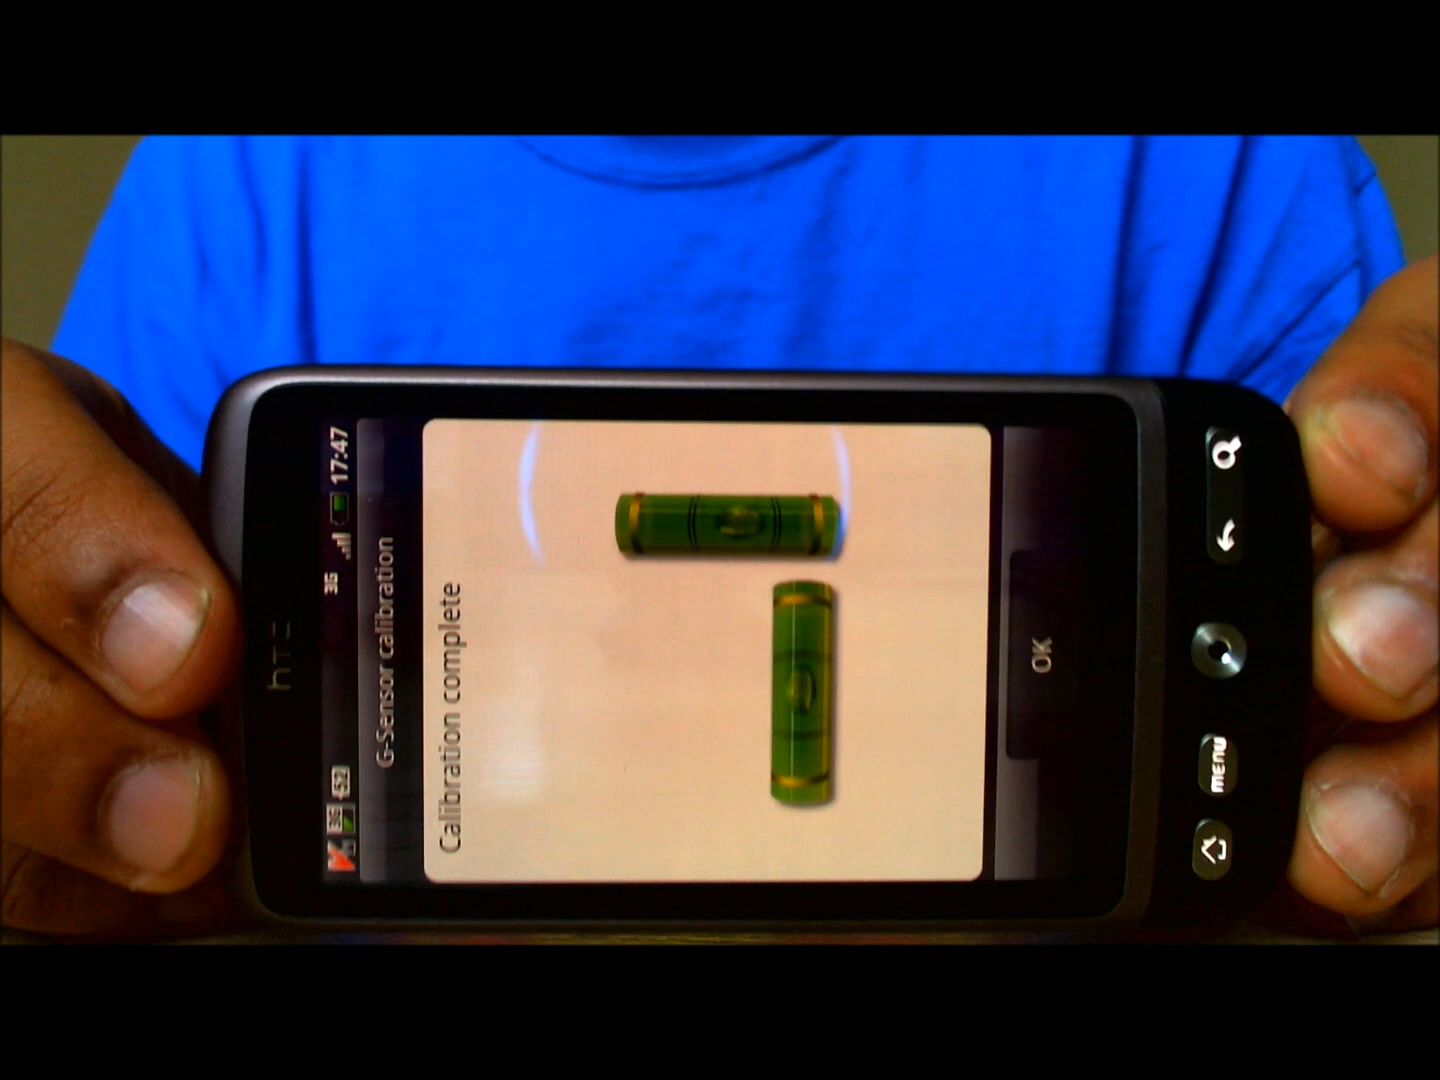 hTC
3G 17:47
G-Sensor calibration
Calibration complete
OK
MENU